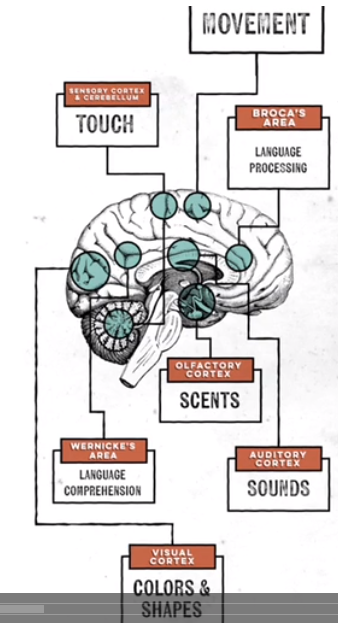 MOVEMENT
SENSORY CORTEX
& CEREBELLUM
TOUCH
BROCA'S
AREA
LANGUAGE
PROCESSING
OLFACTORY
CORTEX
SCENTS
WERNICKE'S
AREA
LANGUAGE
COMPREHENSION
AUDITORY
CORTEX
SOUNDS
VISUAL
CORTEX
COLORS &
SHAPES